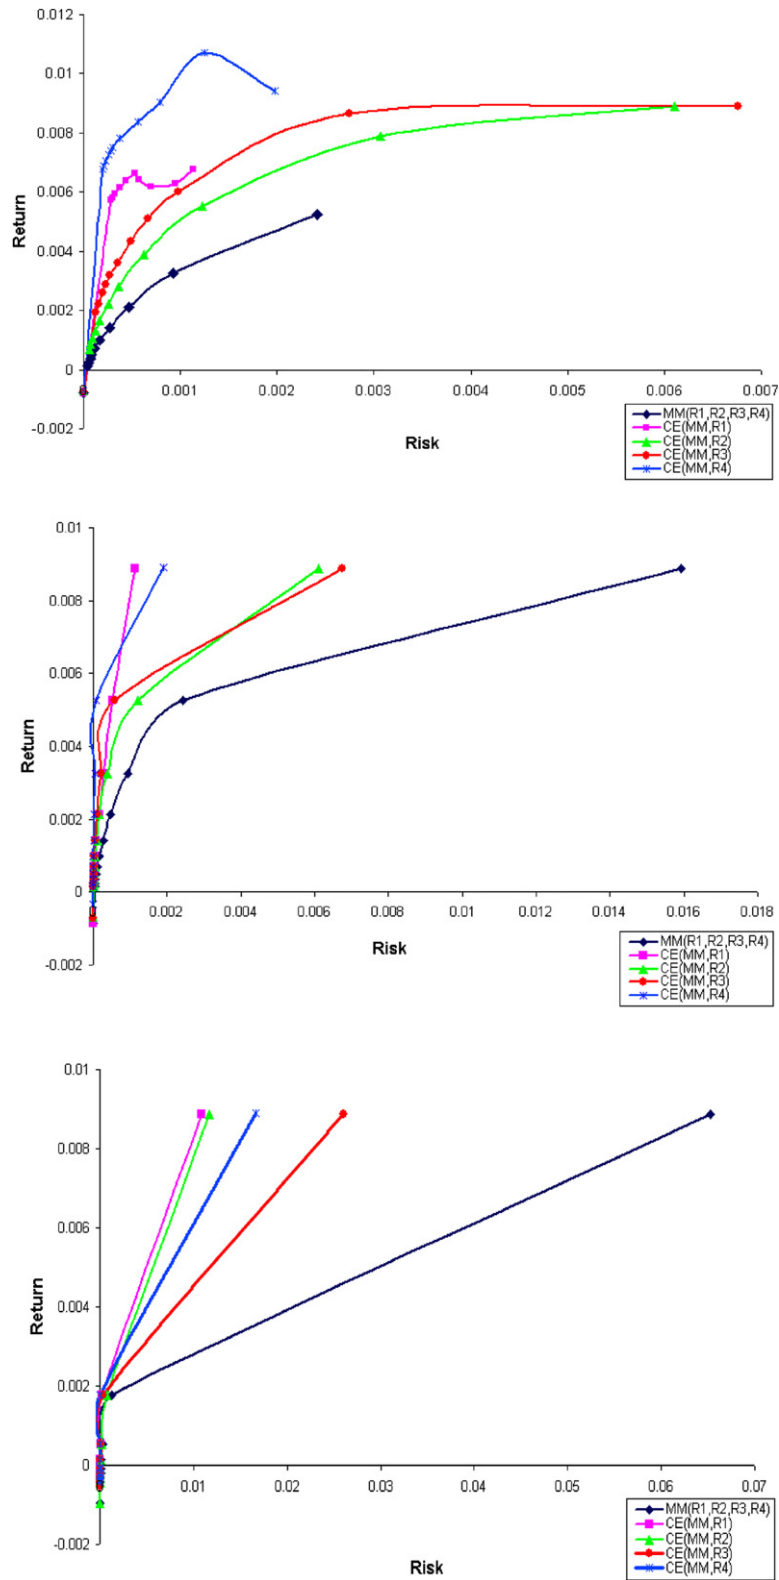 0.012
0.01
0.008
0.006
0.004
0.002
0
-0.002
0 0.001 0.002 0.003 0.004 0.005 0.006 0.007
Return
Risk
MM(R1,R2,R3,R4)
CE(MM,R1)
CE(MM,R2)
CE(MM,R3)
CE(MM,R4)
0.01
0.008
0.006
0.004
0.002
0
-0.002
0.002 0.004 0.006 0.008 0.01 0.012 0.014 0.016 0.018
Return
Risk
MM(R1,R2,R3,R4)
CE(MM,R1)
CE(MM,R2)
CE(MM,R3)
CE(MM,R4)
0.01
0.008
0.006
0.004
0.002
0
-0.002
0.01 0.02 0.03 0.04 0.05 0.06 0.07
Return
Risk
MM(R1,R2,R3,R4)
CE(MM,R1)
CE(MM,R2)
CE(MM,R3)
CE(MM,R4)